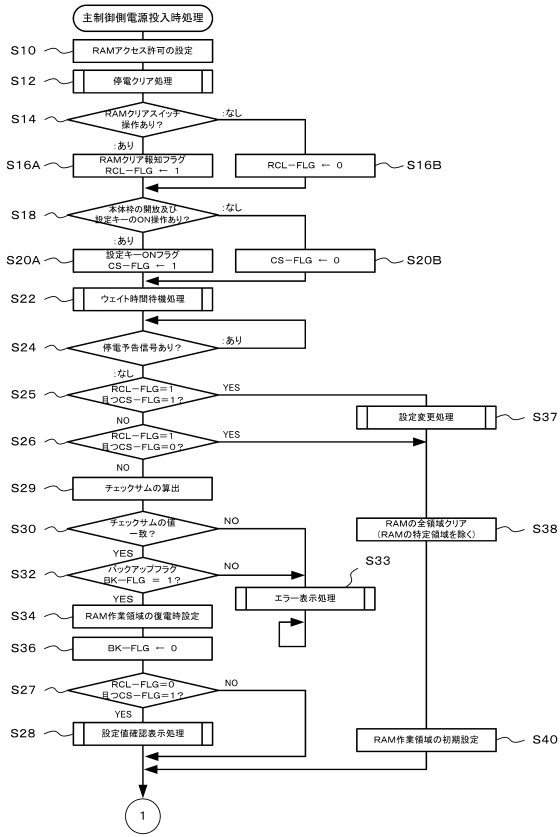 主制御側電源投入時処理
S10
RAMアクセス許可の設定
S12
停電クリア処理
S14
RAMクリアスイッチ
操作あり？
:なし
:あり
S16A
RAMクリア報知フラグ
RCL－FLG ← 1
RCL－FLG ← 0
S16B
S18
本体枠の開放及び
設定キーのON操作あり？
:なし
:あり
S20A
設定キーONフラグ
CS－FLG ← 1
CS－FLG ← 0
S20B
S22
ウェイト時間待機処理
S24
停電予告信号あり？
:あり
:なし
S25
RCL－FLG＝1
且つCS－FLG＝1？
YES
NO
設定変更処理
S37
S26
RCL－FLG＝1
且つCS－FLG＝0？
YES
NO
S29
チェックサムの算出
S30
チェックサムの値
一致？
NO
YES
RAMの全領域クリア
(RAMの特定領域を除く)
S38
S32
バックアップフラグ
BK－FLG ＝ 1？
NO
YES
S33
エラー表示処理
S34
RAM作業領域の復電時設定
S36
BK－FLG ← 0
S27
RCL－FLG＝0
且つCS－FLG＝1？
NO
YES
S28
設定値確認表示処理
RAM作業領域の初期設定
S40
1